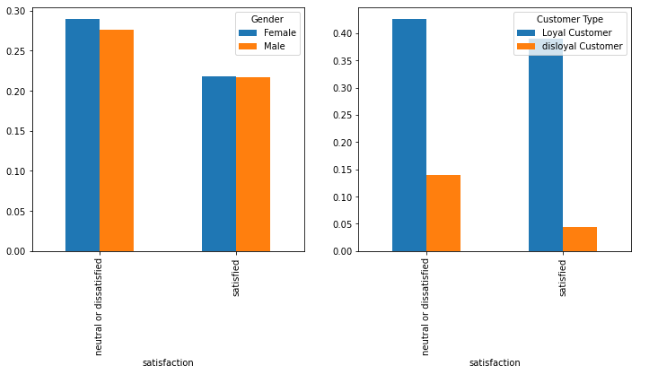 0.30
0.25
0.20
0.15
0.10
0.05
0.00
Gender
Female
Male
neutral or dissatisfied
satisfied
satisfaction
0.40
0.35
0.30
0.25
0.20
0.15
0.10
0.05
0.00
Customer Type
Loyal Customer
disloyal Customer
neutral or dissatisfied
satisfied
satisfaction